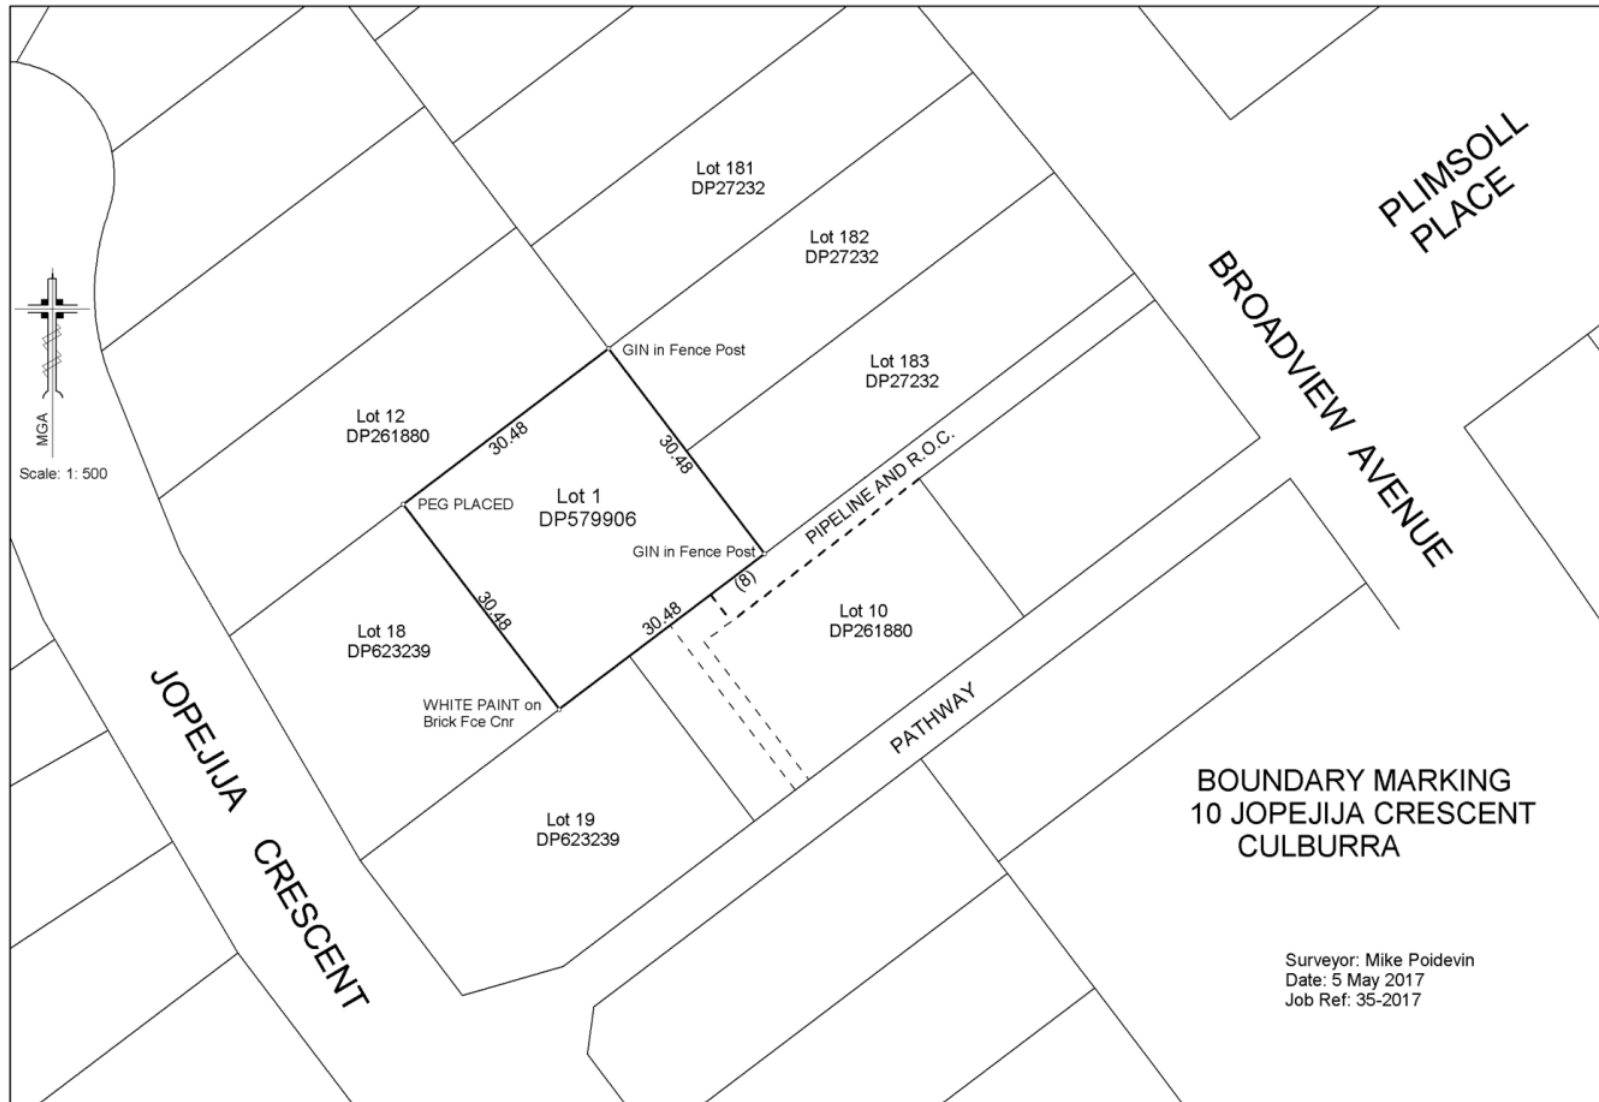 Lot 181
DP27232
PLIMSOLL
PLACE
Lot 182
DP27232
BROADVIEW AVENUE
GIN in Fence Post
Lot 183
DP27232
Lot 12
DP261880
30.48
30.48
MGA
Scale: 1: 500
PEG PLACED
Lot 1
DP579906
PIPELINE AND R.O.C.
GIN in Fence Post
(8)
30.48
30.48
Lot 10
DP261880
Lot 18
DP623239
WHITE PAINT on
Brick Fce Cnr
JOPEJIJA CRESCENT
PATHWAY
Lot 19
DP623239
BOUNDARY MARKING
10 JOPEJIJA CRESCENT
CULBURRA
Surveyor: Mike Poidevin
Date: 5 May 2017
Job Ref: 35-2017